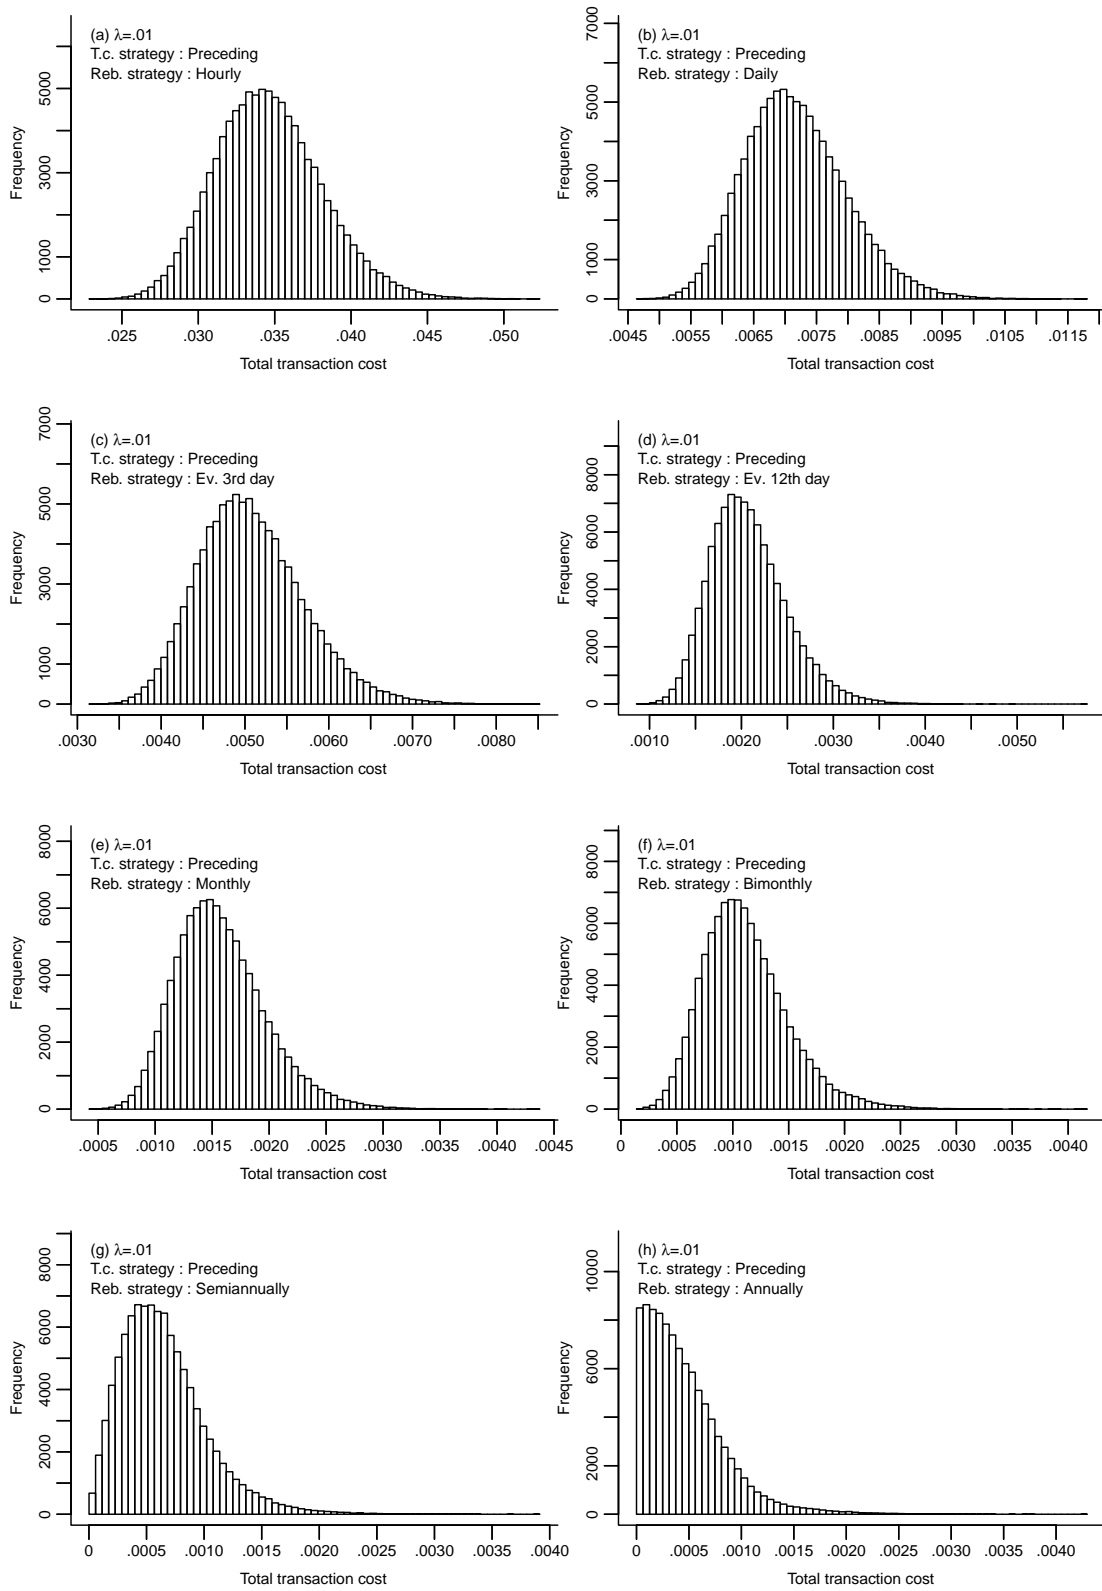 (a) λ=.01
T.c. strategy : Preceding
Reb. strategy : Hourly
Frequency
0 1000 3000 5000
.025 .030 .035 .040 .045 .050
Total transaction cost
(b) λ=.01
T.c. strategy : Preceding
Reb. strategy : Daily
Frequency
0 1000 3000 5000 7000
.0045 .0055 .0065 .0075 .0085 .0095 .0105 .0115
Total transaction cost
(c) λ=.01
T.c. strategy : Preceding
Reb. strategy : Ev. 3rd day
Frequency
0 1000 3000 5000 7000
.0030 .0040 .0050 .0060 .0070 .0080
Total transaction cost
(d) λ=.01
T.c. strategy : Preceding
Reb. strategy : Ev. 12th day
Frequency
0 2000 4000 6000 8000
.0010 .0020 .0030 .0040 .0050
Total transaction cost
(e) λ=.01
T.c. strategy : Preceding
Reb. strategy : Monthly
Frequency
0 2000 4000 6000 8000
.0005 .0010 .0015 .0020 .0025 .0030 .0035 .0040 .0045
Total transaction cost
(f) λ=.01
T.c. strategy : Preceding
Reb. strategy : Bimonthly
Frequency
0 2000 4000 6000 8000
0 .0005 .0010 .0015 .0020 .0025 .0030 .0035 .0040
Total transaction cost
(g) λ=.01
T.c. strategy : Preceding
Reb. strategy : Semiannually
Frequency
0 2000 4000 6000 8000
0 .0005 .0010 .0015 .0020 .0025 .0030 .0035 .0040
Total transaction cost
(h) λ=.01
T.c. strategy : Preceding
Reb. strategy : Annually
Frequency
0 2000 6000 10000
0 .0005 .0010 .0015 .0020 .0025 .0030 .0035 .0040
Total transaction cost